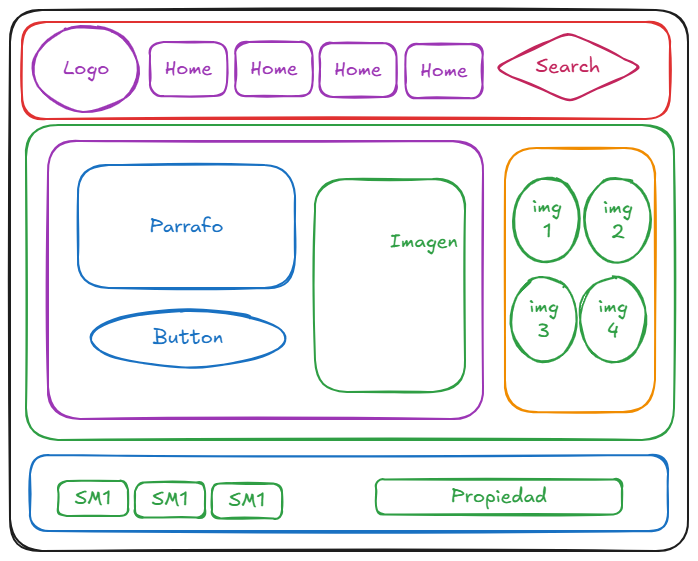 Logo
Home
Home
Home
Home
Search
Parrafo
Button
Imagen
img
1
img
2
img
3
img
4
SM1
SM1
SM1
Propiedad